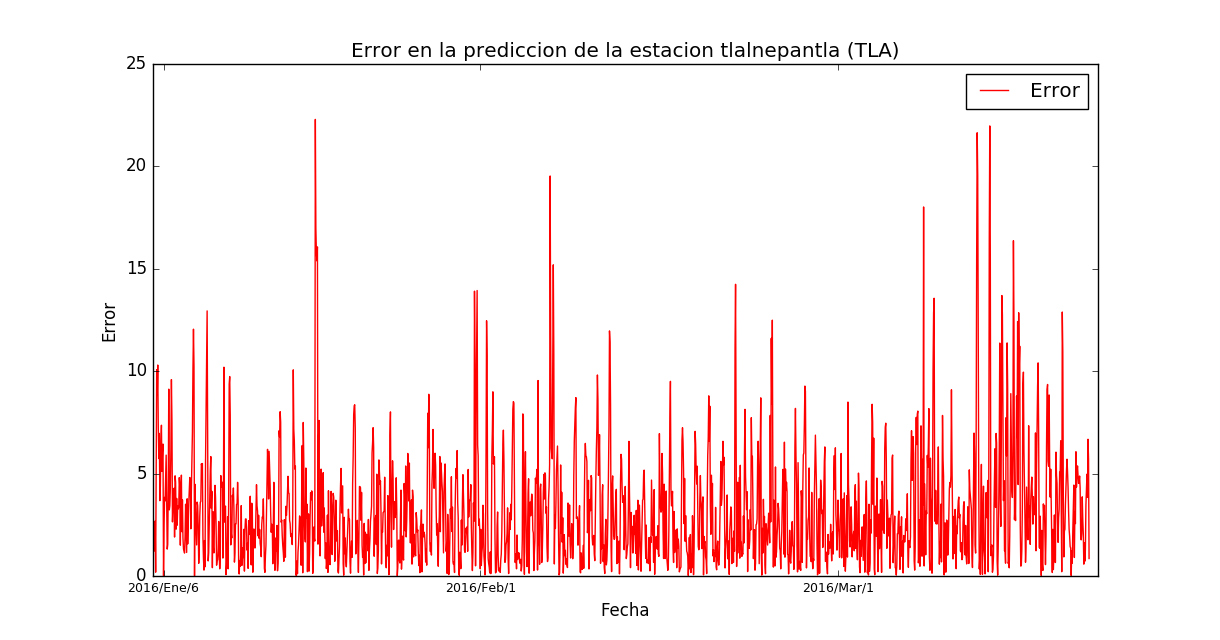 Error en la prediccion de la estacion tlalnepantla (TLA)
25
Error
20
15
10
5
0
Error
2016/Ene/6
2016/Feb/1
2016/Mar/1
Fecha